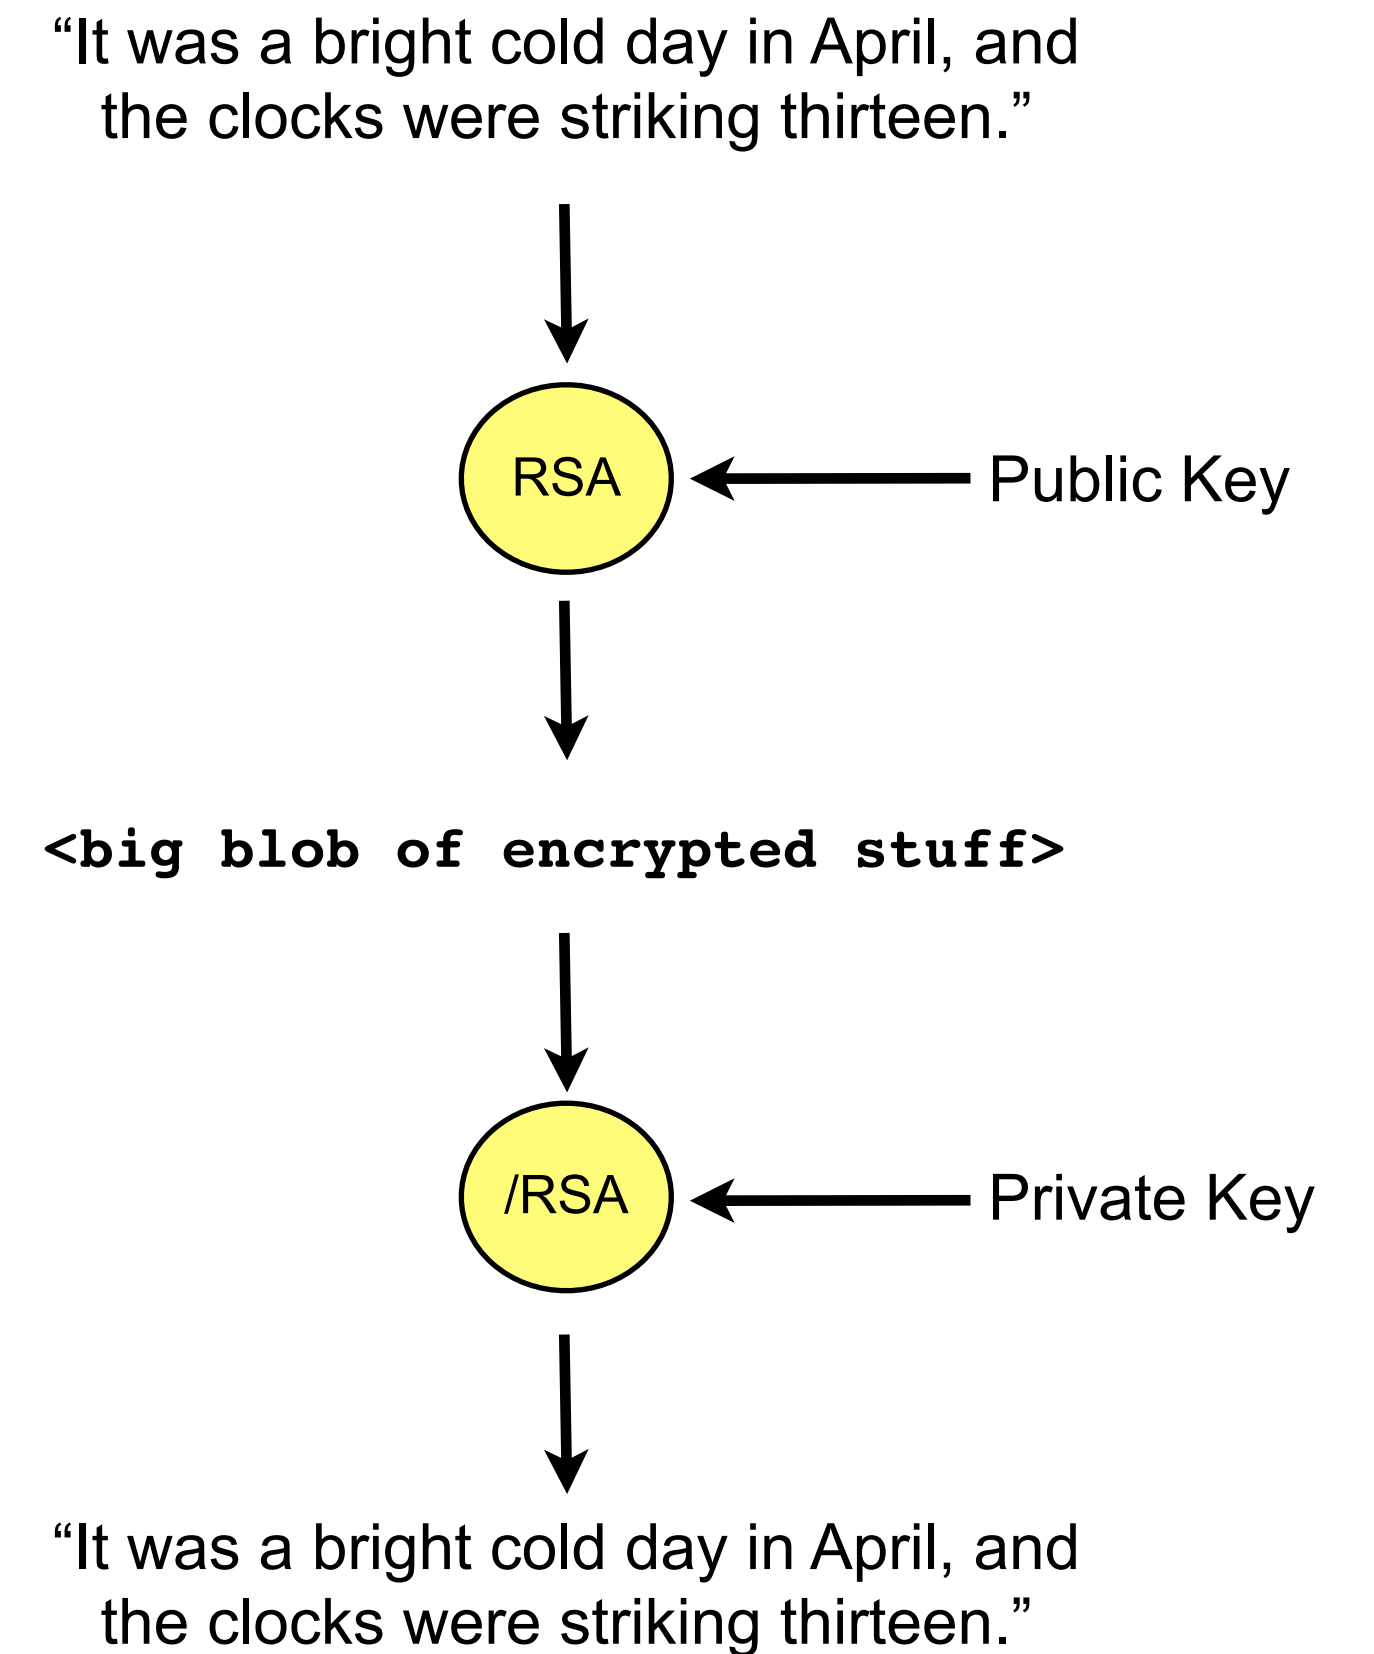 “It was a bright cold day in April, and
the clocks were striking thirteen.”
RSA
Public Key
<big blob of encrypted stuff>
/RSA
Private Key
“It was a bright cold day in April, and
the clocks were striking thirteen.”